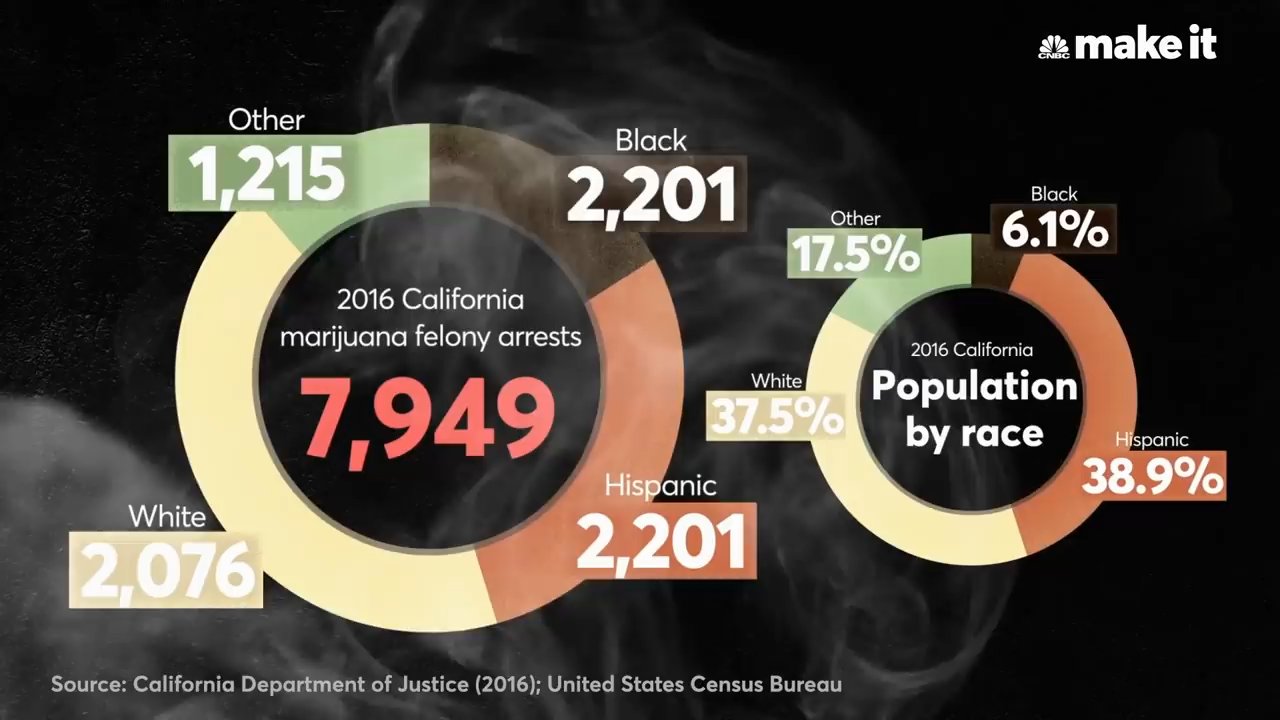 CNBC make it
Other
1,215
Black
2,201
2016 California
marijuana felony arrests
7,949
White
2,076
Hispanic
2,201
Other
17.5%
Black
6.1%
2016 California
Population
by race
White
37.5%
Hispanic
38.9%
Source: California Department of Justice (2016); United States Census Bureau